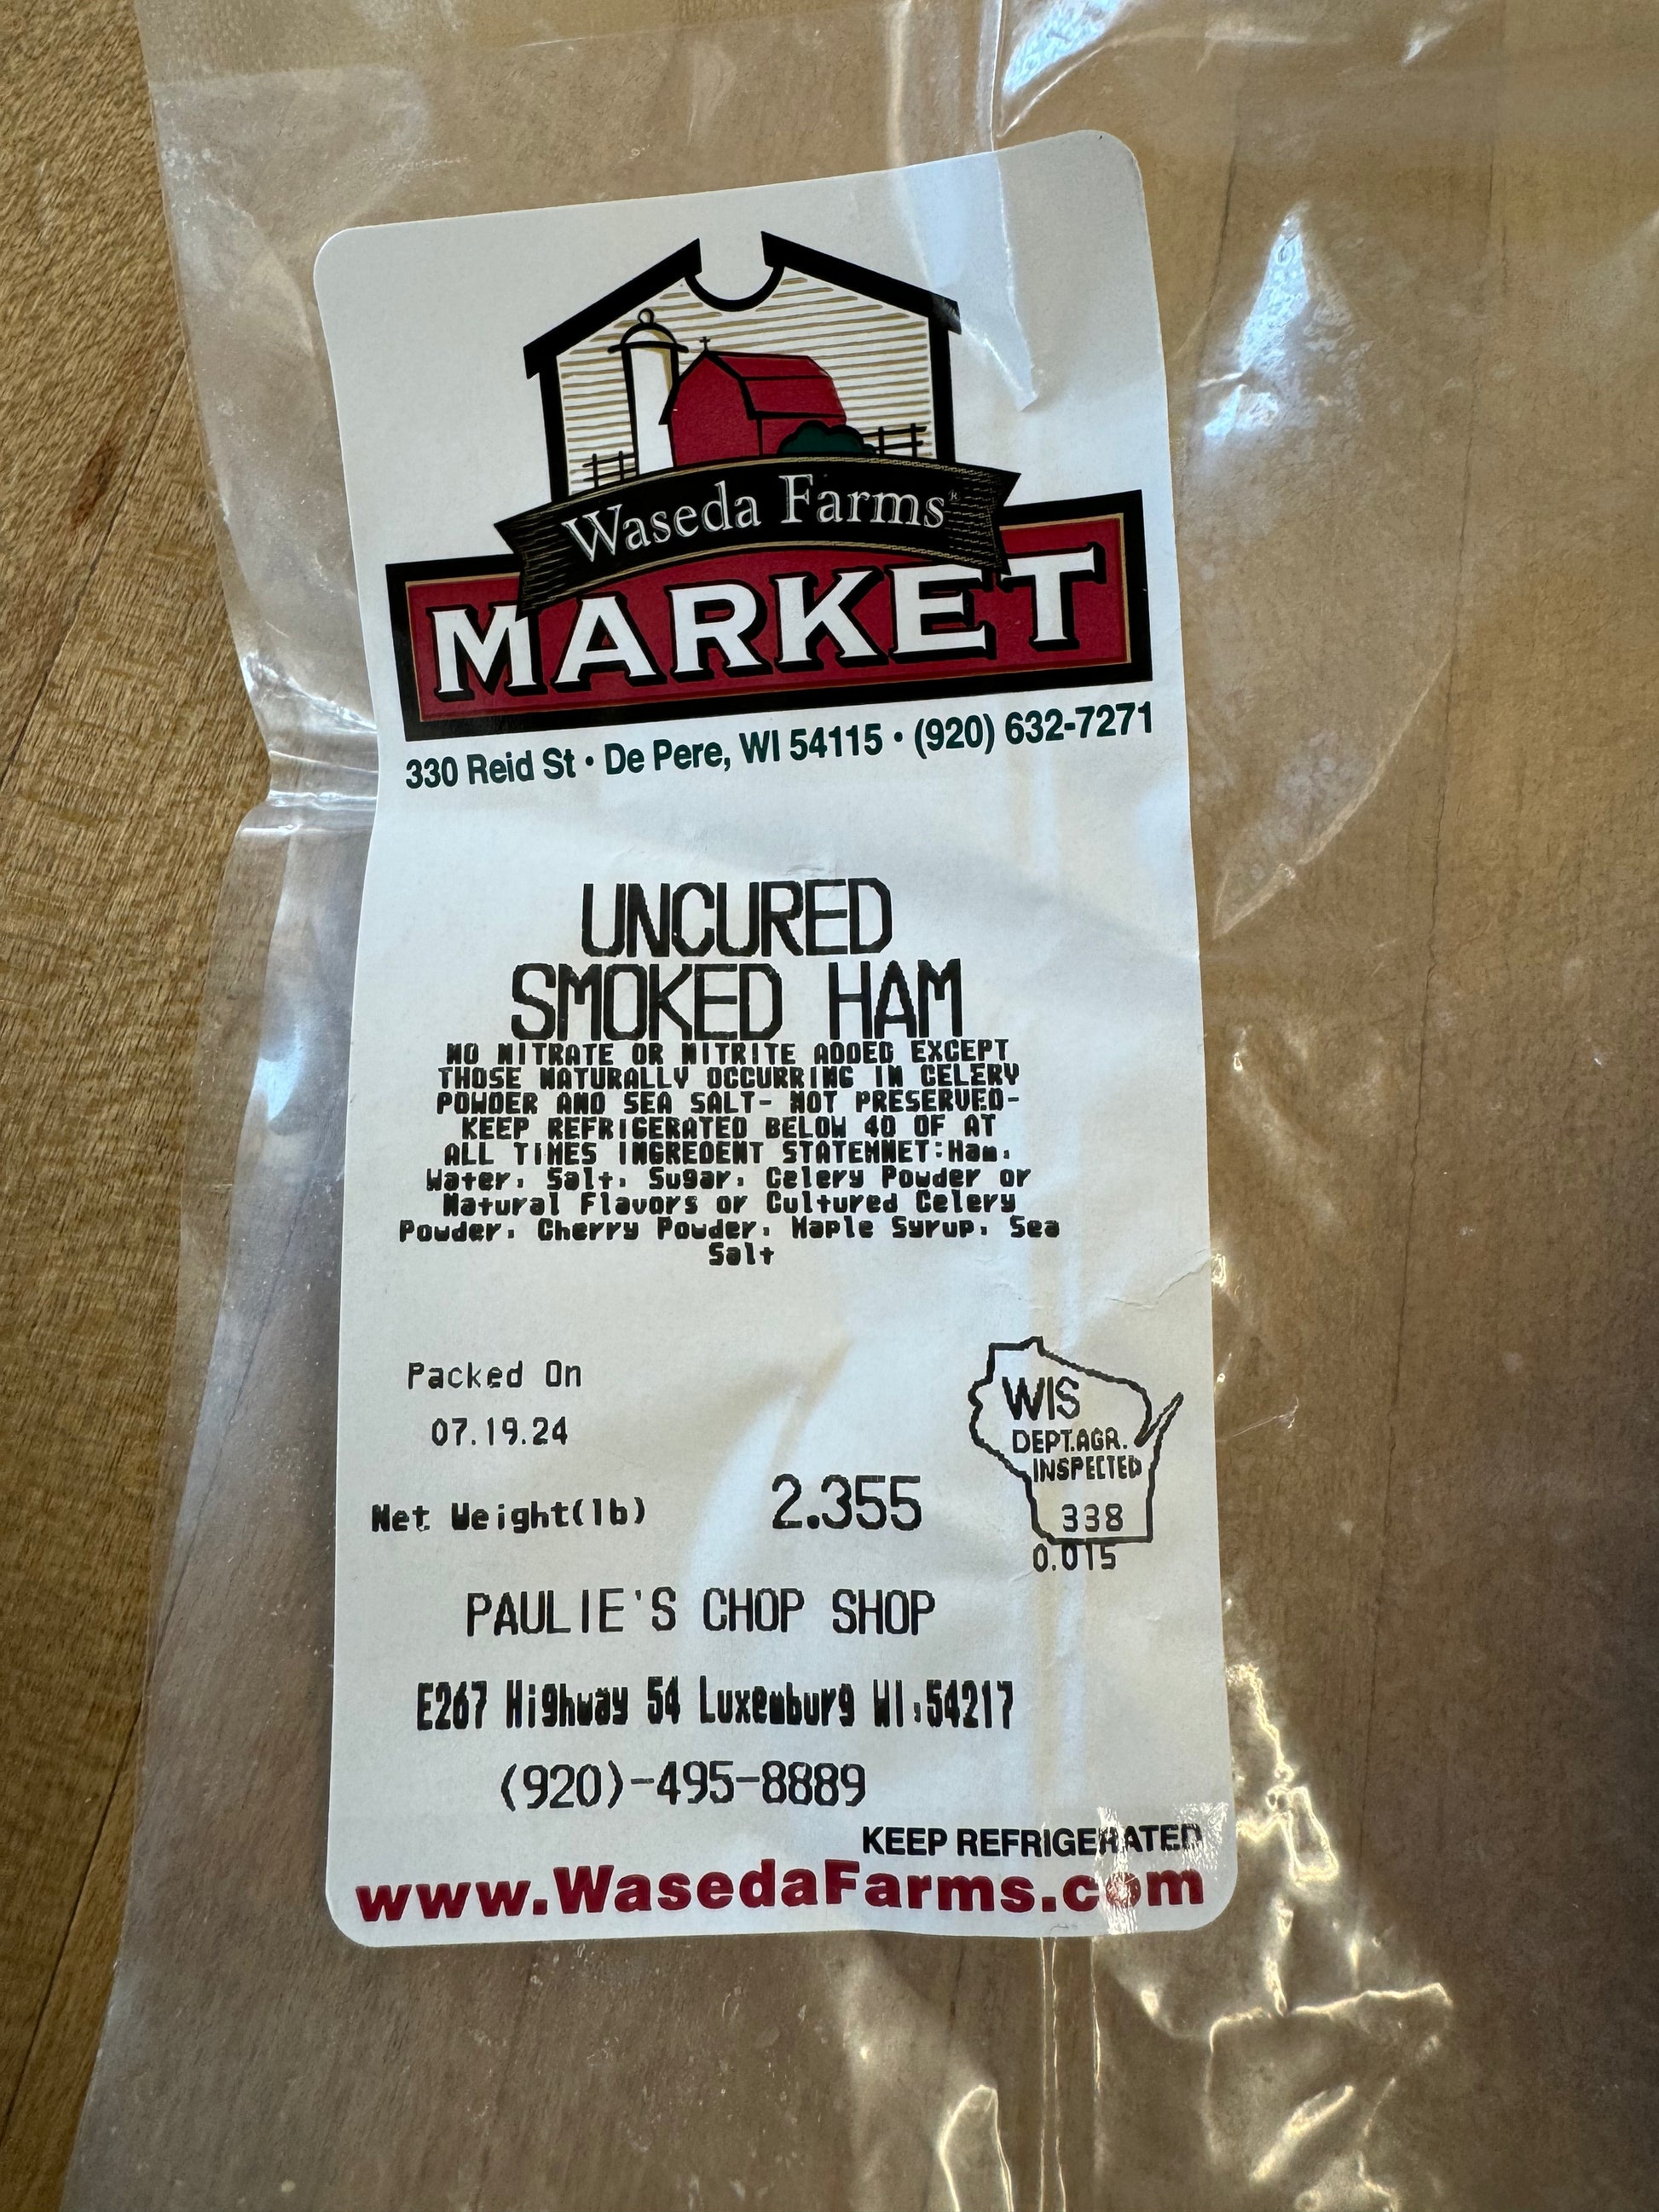 Waseda Farms®
MARKET
330 Reid St • De Pere, WI 54115 • (920) 632-7271
UNCURED
SMOKED HAM
NO NITRATE OR NITRITE ADDED EXCEPT
THOSE NATURALLY OCCURRING IN CELERY
POWDER AND SEA SALT- NOT PRESERVED-
KEEP REFRIGERATED BELOW 40 OF AT
ALL TIMES INGREDENT STATEMNET:Ham,
Water, Salt, Sugar, Celery Powder or
Natural Flavors or Cultured Celery
Powder, Cherry Powder, Maple Syrup, Sea
Salt
Packed On
07.19.24
Net Weight(lb) 2.355
WIS
DEPT.AGR.
INSPECTED
338
0.015
PAULIE'S CHOP SHOP
E267 Highway 54 Luxemburg WI,54217
(920)-495-8889
KEEP REFRIGERATED
www.WasedaFarms.com